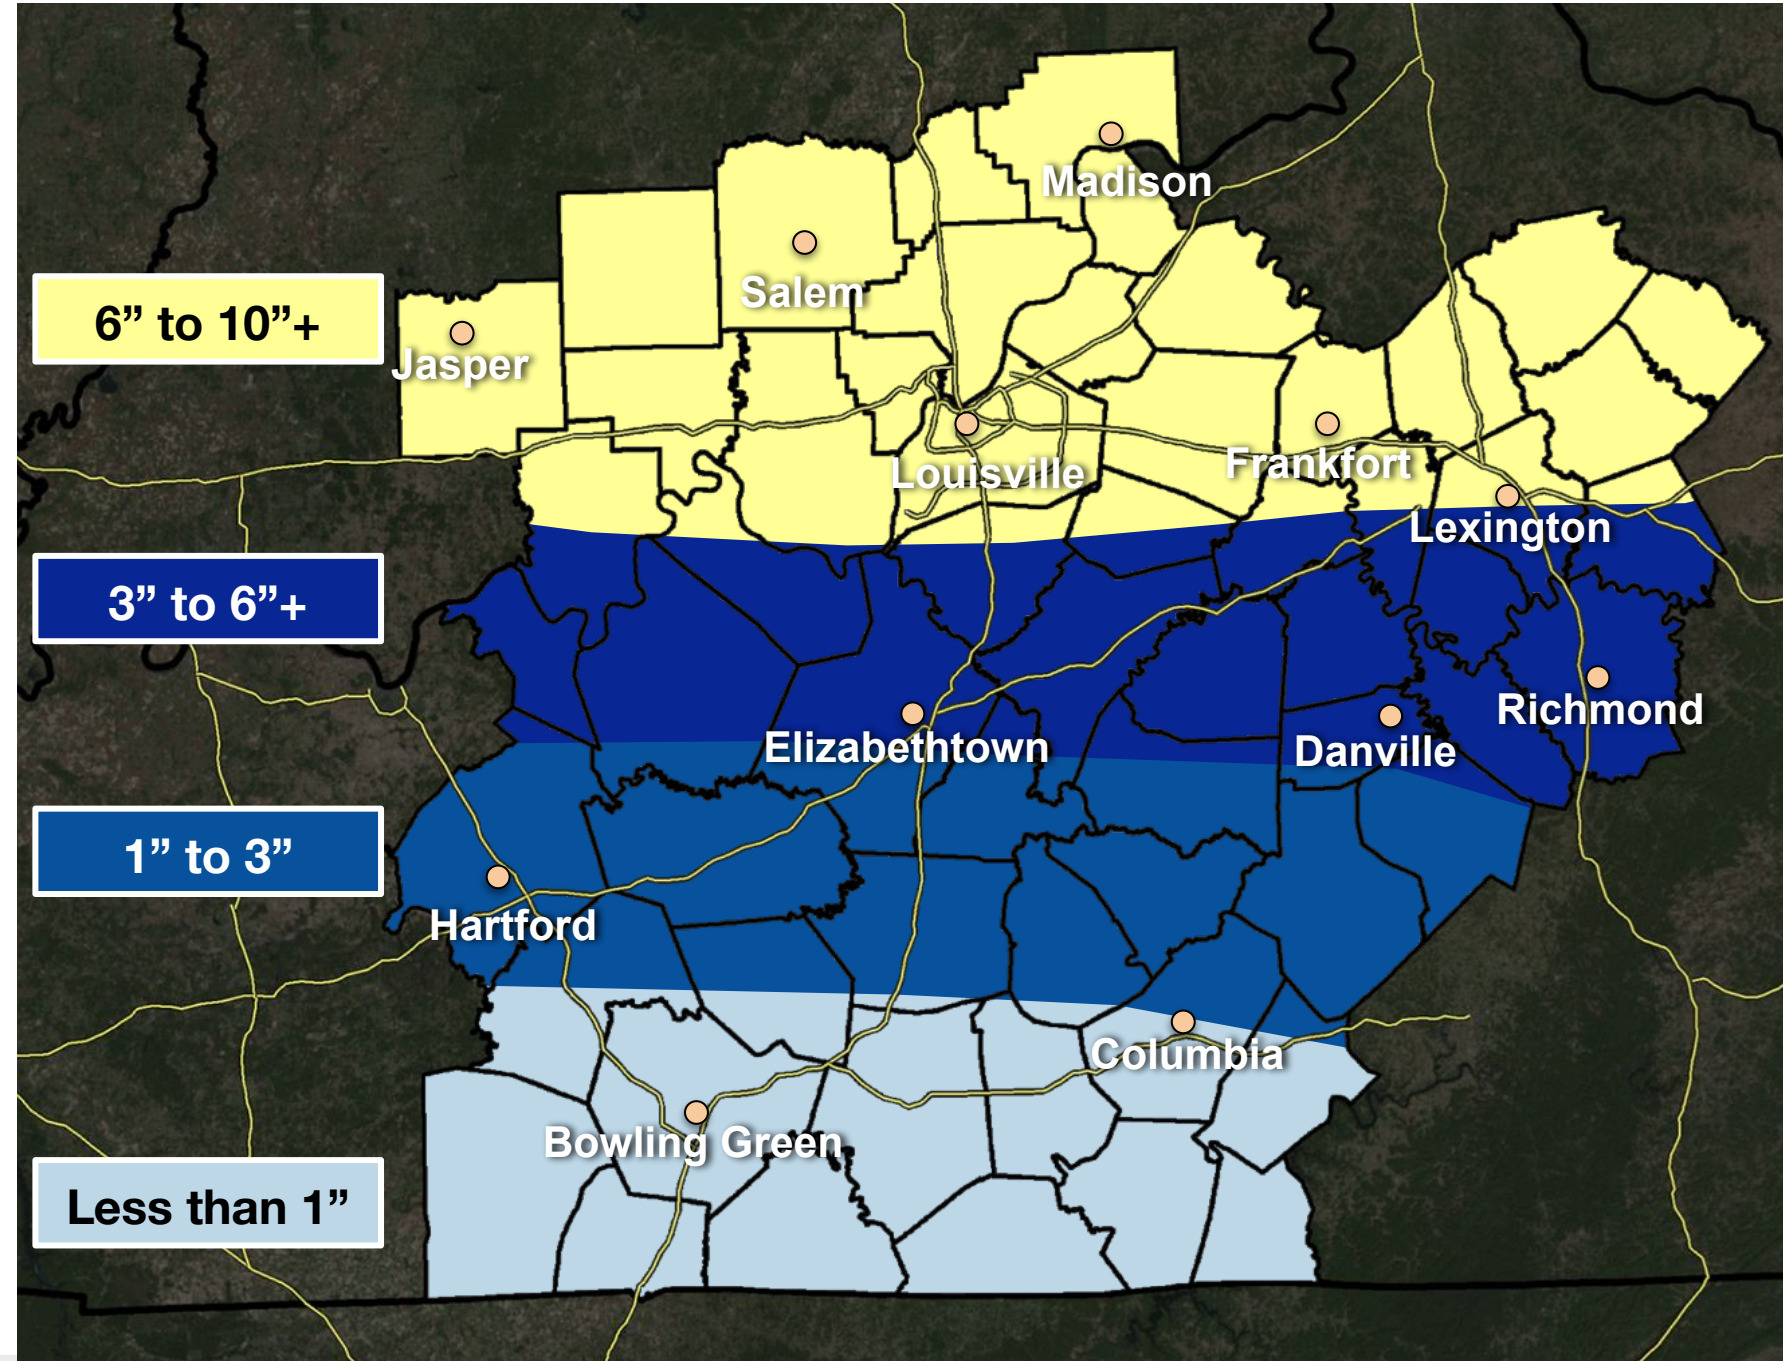 Madison
Salem
6” to 10”+
Jasper
Louisville
Frankfort
Lexington
3” to 6”+
Richmond
Elizabethtown
Danville
1” to 3”
Hartford
Columbia
Bowling Green
Less than 1”